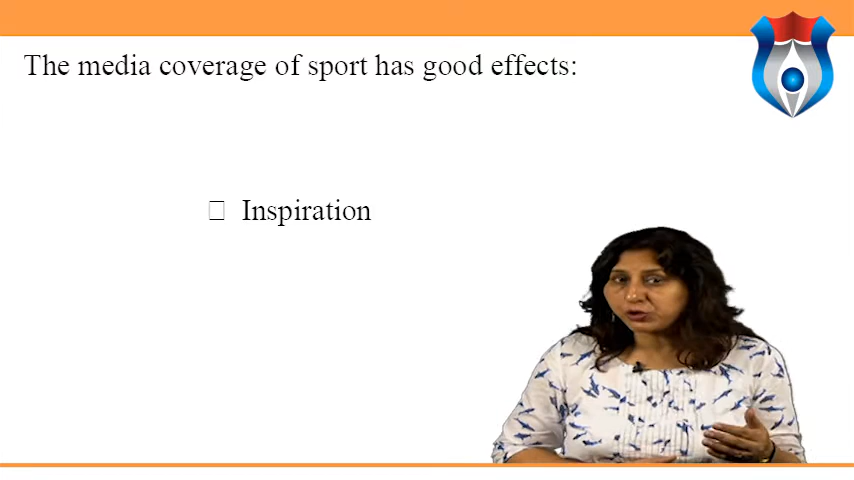 The media coverage of sport has good effects:
□ Inspiration